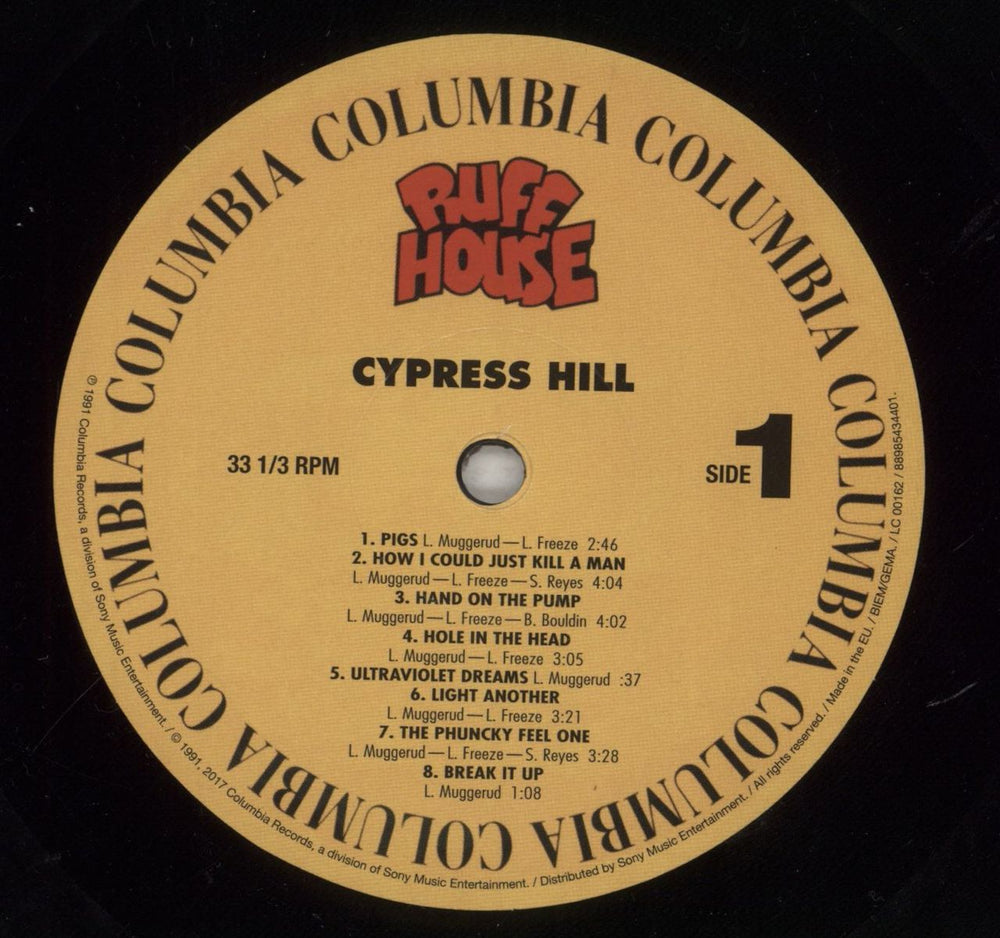 COLUMBIA COLUMBIA COLUMBIA COLUMBIA COLUMBIA COLUMBIA COLUMBIA COLUMBIA
RUFF
HOUSE
CYPRESS HILL
33 1/3 RPM
SIDE 1
1. PIGS L. Muggerud — L. Freeze 2:46
2. HOW I COULD JUST KILL A MAN
L. Muggerud — L. Freeze — S. Reyes 4:04
3. HAND ON THE PUMP
L. Muggerud — L. Freeze — B. Bouldin 4:02
4. HOLE IN THE HEAD
L. Muggerud — L. Freeze 3:05
5. ULTRAVIOLET DREAMS L. Muggerud :37
6. LIGHT ANOTHER
L. Muggerud — L. Freeze 3:21
7. THE PHUNCKY FEEL ONE
L. Muggerud — L. Freeze — S. Reyes 3:28
8. BREAK IT UP
L. Muggerud 1:08
℗ 1991 Columbia Records, a division of Sony Music Entertainment. / © 1991, 2017 Columbia Records, a division of Sony Music Entertainment. / Distributed by Sony Music Entertainment. / All rights reserved. / Made in the EU. / BIEM/GEMA. / LC 00162 / 88985434401.